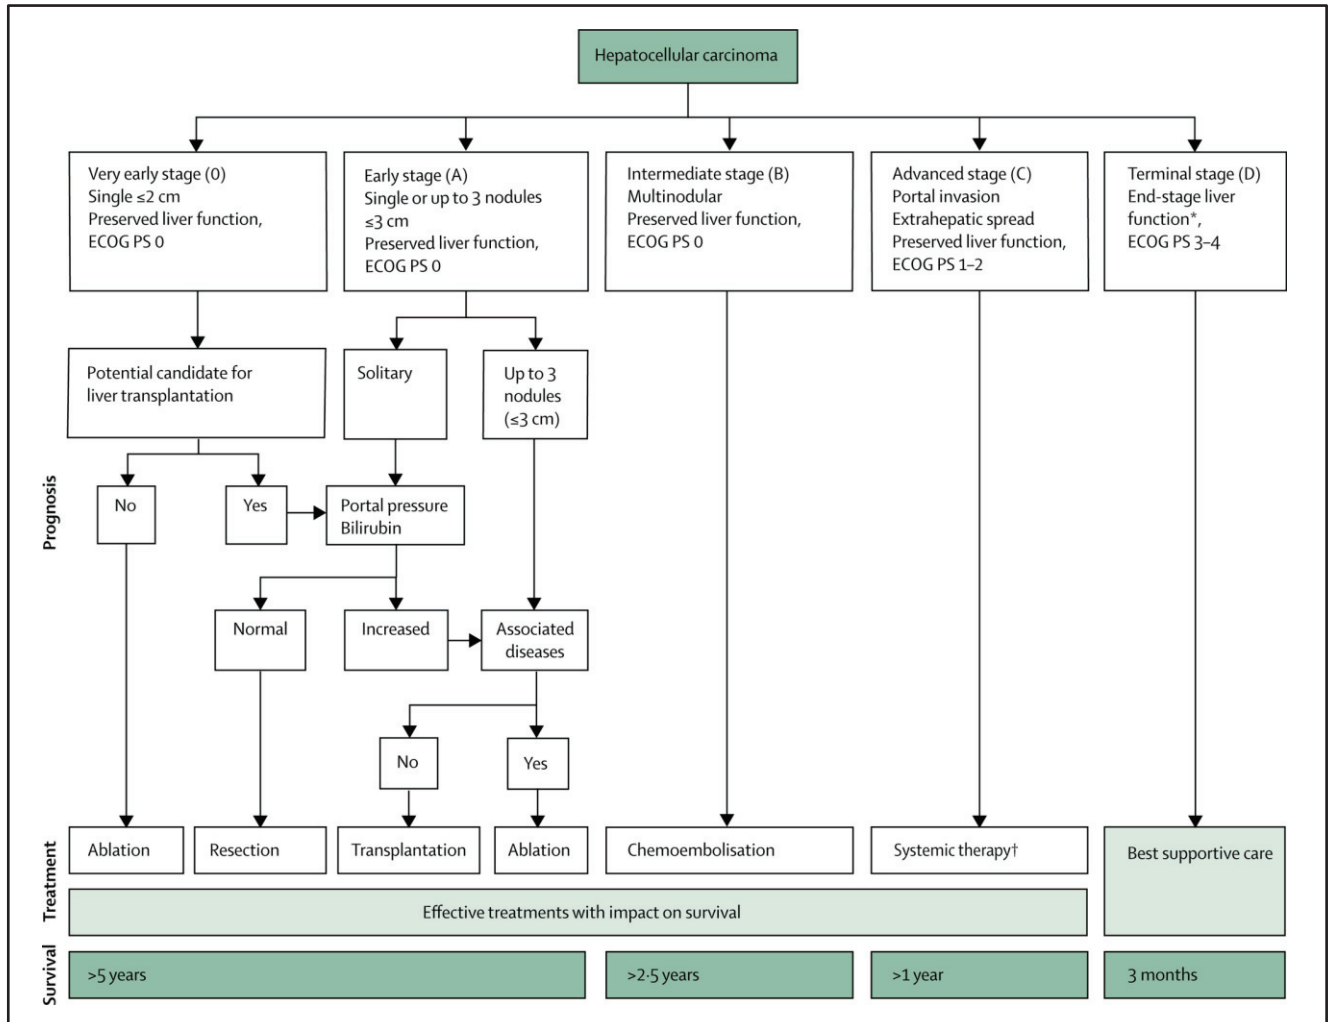 Hepatocellular carcinoma
Very early stage (0)
Single ≤2 cm
Preserved liver function,
ECOG PS 0
Early stage (A)
Single or up to 3 nodules
≤3 cm
Preserved liver function,
ECOG PS 0
Intermediate stage (B)
Multinodular
Preserved liver function,
ECOG PS 0
Advanced stage (C)
Portal invasion
Extrahepatic spread
Preserved liver function,
ECOG PS 1–2
Terminal stage (D)
End-stage liver
function*,
ECOG PS 3–4
Potential candidate for
liver transplantation
Solitary
Up to 3
nodules
(≤3 cm)
Prognosis
No
Yes
Portal pressure
Bilirubin
Normal
Increased
Associated
diseases
No
Yes
Treatment
Ablation
Resection
Transplantation
Ablation
Chemoembolisation
Systemic therapy†
Best supportive care
Effective treatments with impact on survival
Survival
>5 years
>2·5 years
>1 year
3 months